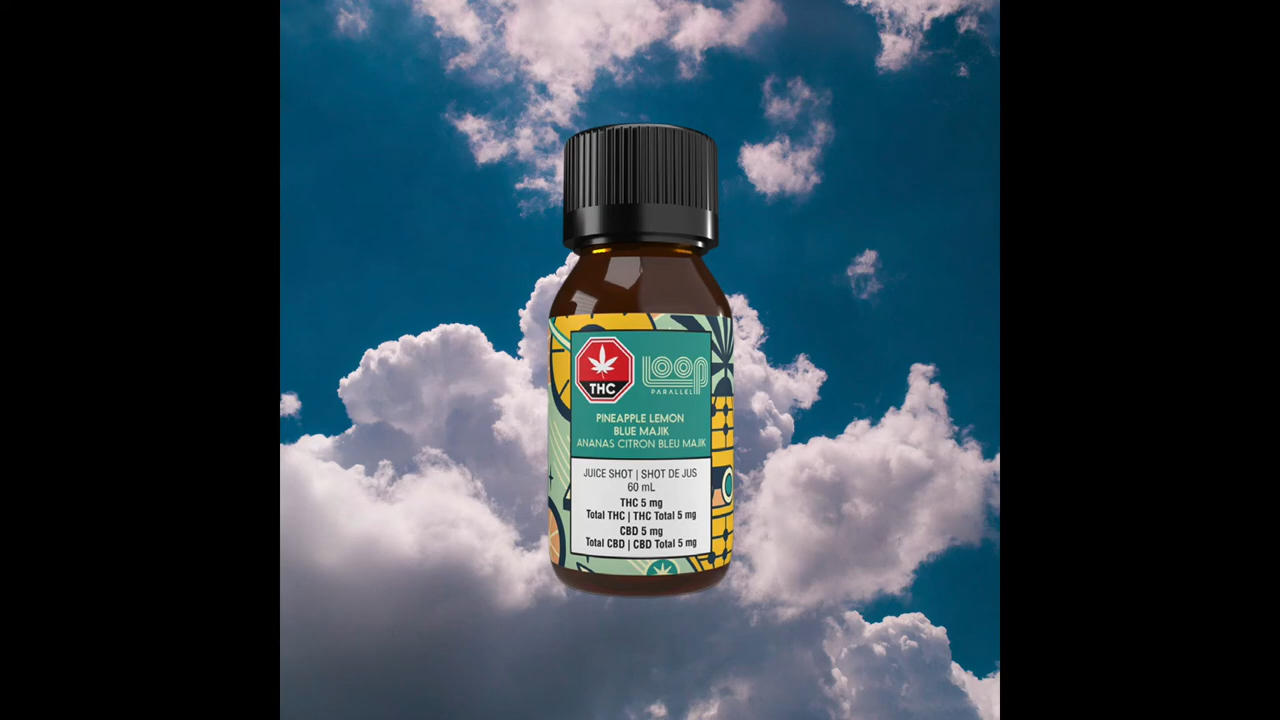 THC
LOOP
PARALLEL
PINEAPPLE LEMON
BLUE MAJIK
ANANAS CITRON BLEU MAJIK
JUICE SHOT | SHOT DE JUS
60 mL
THC 5 mg
Total THC | THC Total 5 mg
CBD 5 mg
Total CBD | CBD Total 5 mg